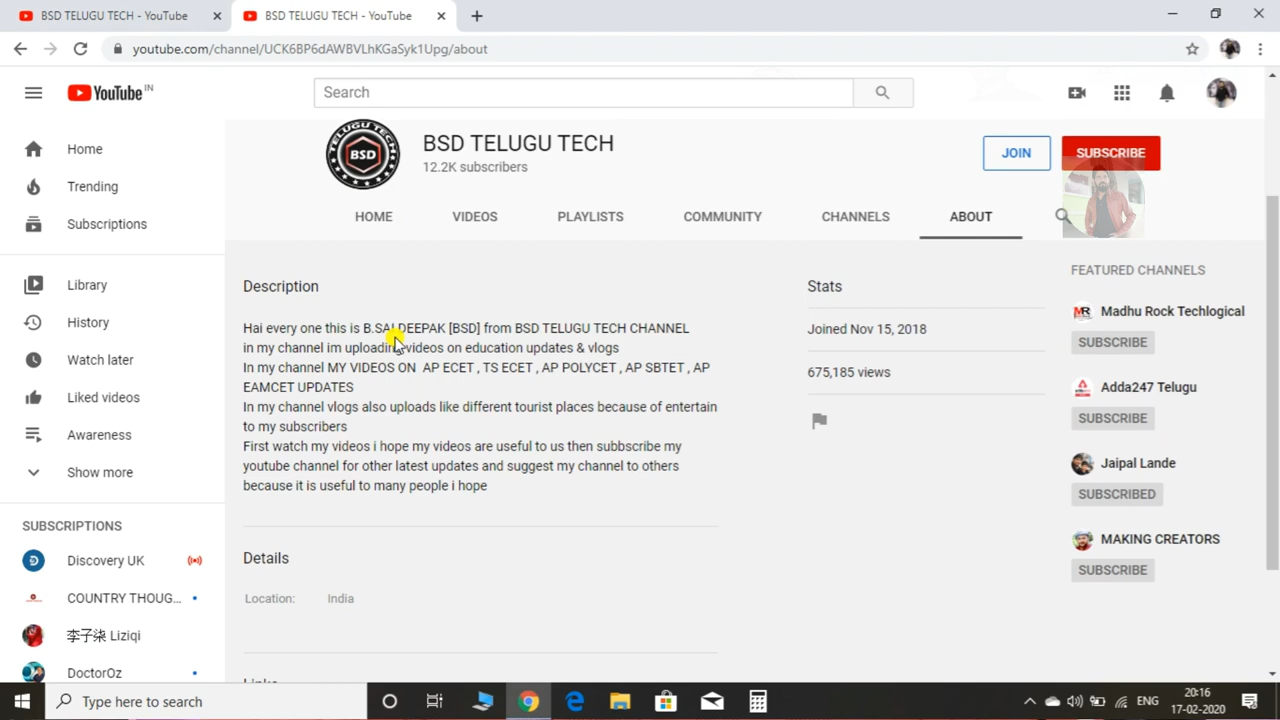 BSD TELUGU TECH - YouTube
BSD TELUGU TECH - YouTube
youtube.com/channel/UCK6BP6dAWBVLhKGaSyk1Upg/about
YouTube IN
Search
TELUGU TECH
BSD
BSD TELUGU TECH
12.2K subscribers
JOIN
SUBSCRIBE
HOME VIDEOS PLAYLISTS COMMUNITY CHANNELS ABOUT
Home
Trending
Subscriptions
Library
History
Watch later
Liked videos
Awareness
Show more
SUBSCRIPTIONS
Discovery UK
COUNTRY THOUG...
李子柒 Liziqi
DoctorOz
Description
Hai every one this is B.SAI DEEPAK [BSD] from BSD TELUGU TECH CHANNEL
in my channel im uploading videos on education updates & vlogs
In my channel MY VIDEOS ON AP ECET , TS ECET , AP POLYCET , AP SBTET , AP
EAMCET UPDATES
In my channel vlogs also uploads like different tourist places because of entertain
to my subscribers
First watch my videos i hope my videos are useful to us then subbscribe my
youtube channel for other latest updates and suggest my channel to others
because it is useful to many people i hope
Details
Location: India
Stats
Joined Nov 15, 2018
675,185 views
FEATURED CHANNELS
Madhu Rock Techlogical
SUBSCRIBE
Adda247 Telugu
SUBSCRIBE
Jaipal Lande
SUBSCRIBED
MAKING CREATORS
SUBSCRIBE
Type here to search
ENG
20:16
17-02-2020